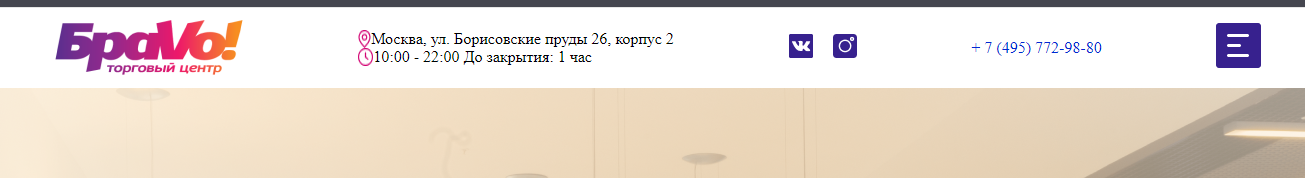 БраVo!
торговый центр
Москва, ул. Борисовские пруды 26, корпус 2
10:00 - 22:00 До закрытия: 1 час
+ 7 (495) 772-98-80